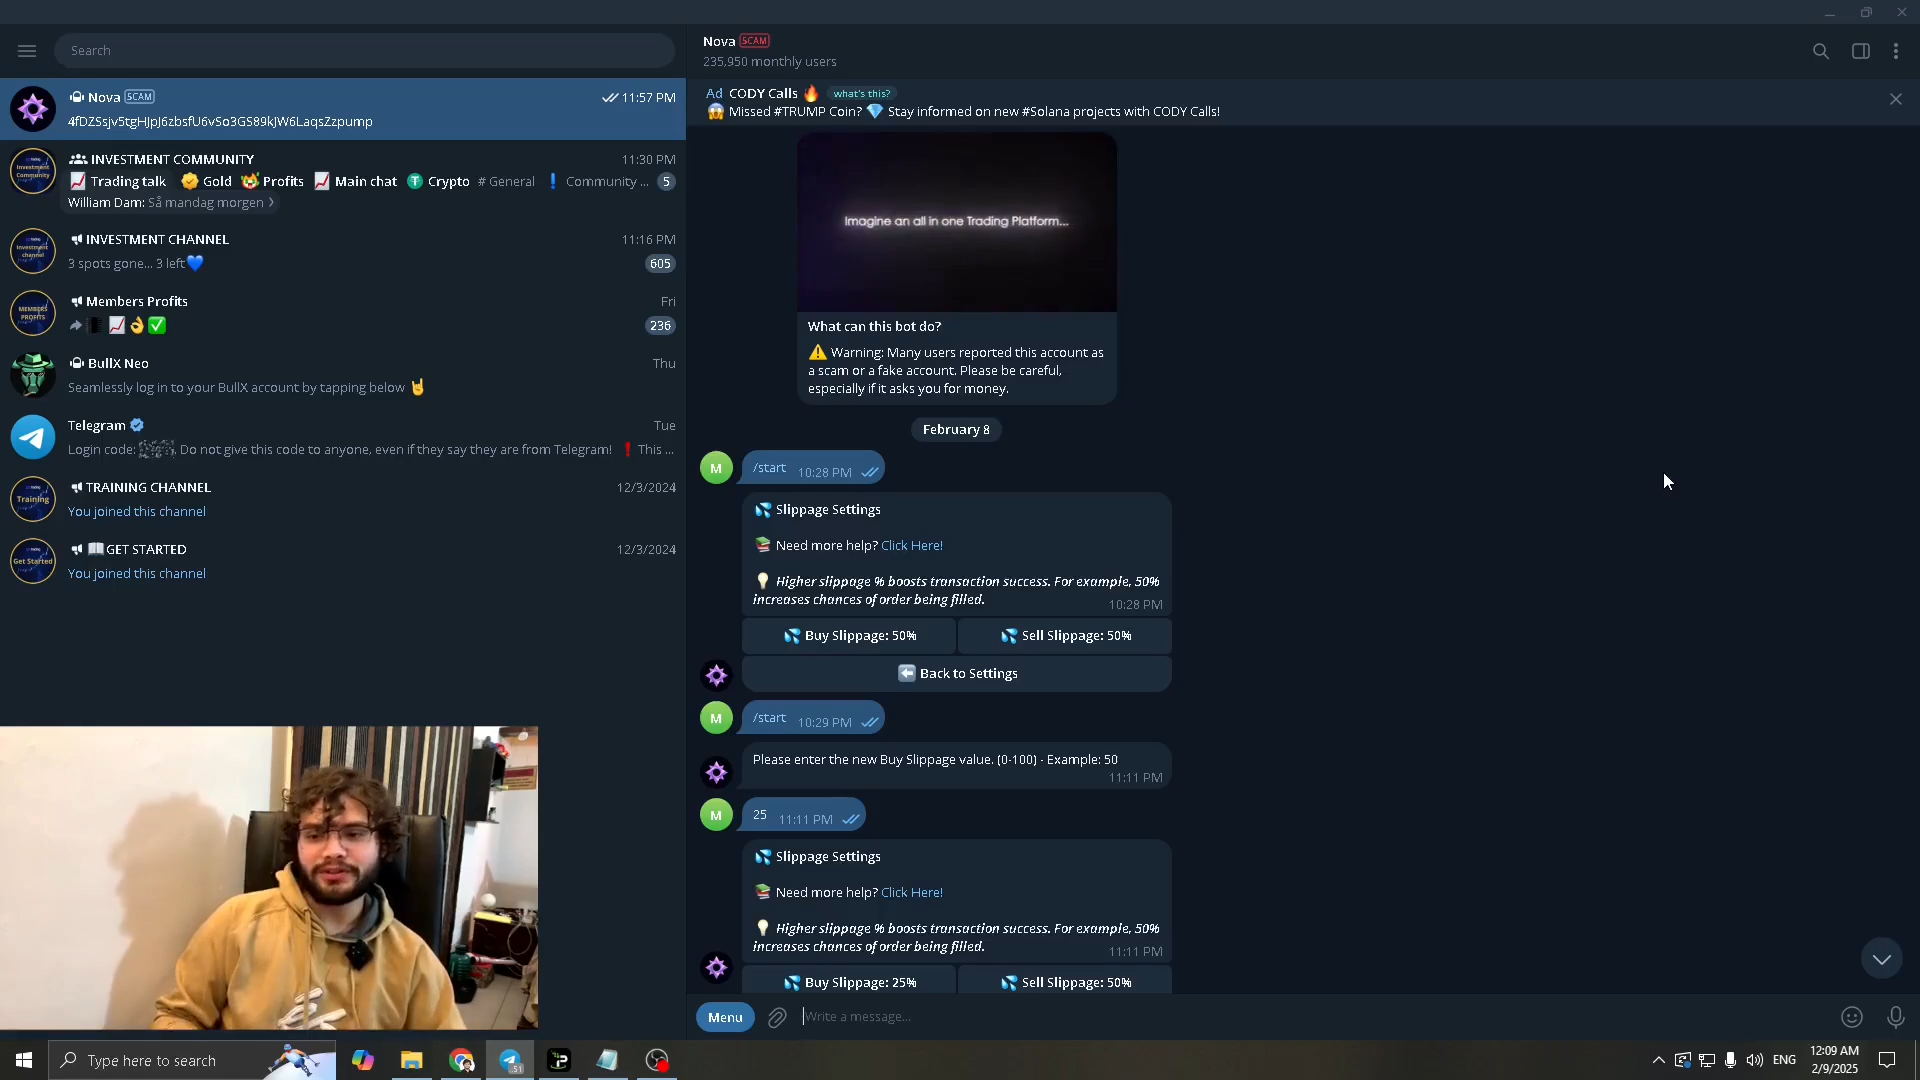 Search
Nova SCAM
11:57 PM
4fDZSsjv5tgHJpJ6zbsfU6vSo3GS89kJW6LaqsZzpump
INVESTMENT COMMUNITY
11:30 PM
Trading talk Gold Profits Main chat Crypto # General Community ... 5
William Dam: Så mandag morgen
INVESTMENT CHANNEL
11:16 PM
3 spots gone... 3 left
605
Members Profits
Fri
236
BullX Neo
Thu
Seamlessly log in to your BullX account by tapping below
Telegram
Tue
Login code: Do not give this code to anyone, even if they say they are from Telegram! This ...
TRAINING CHANNEL
12/3/2024
You joined this channel
GET STARTED
12/3/2024
You joined this channel
Nova SCAM
235,950 monthly users
Ad CODY Calls what's this?
Missed #TRUMP Coin? Stay informed on new #Solana projects with CODY Calls!
Imagine an all in one Trading Platform...
What can this bot do?
Warning: Many users reported this account as
a scam or a fake account. Please be careful,
especially if it asks you for money.
February 8
M
/start 10:28 PM
Slippage Settings
Need more help? Click Here!
Higher slippage % boosts transaction success. For example, 50%
increases chances of order being filled.
10:28 PM
Buy Slippage: 50%
Sell Slippage: 50%
Back to Settings
M
/start 10:29 PM
Please enter the new Buy Slippage value. (0-100) - Example: 50
11:11 PM
M
25 11:11 PM
Slippage Settings
Need more help? Click Here!
Higher slippage % boosts transaction success. For example, 50%
increases chances of order being filled.
11:11 PM
Buy Slippage: 25%
Sell Slippage: 50%
Menu
Write a message...
Type here to search
51
ENG
12:09 AM
2/9/2025